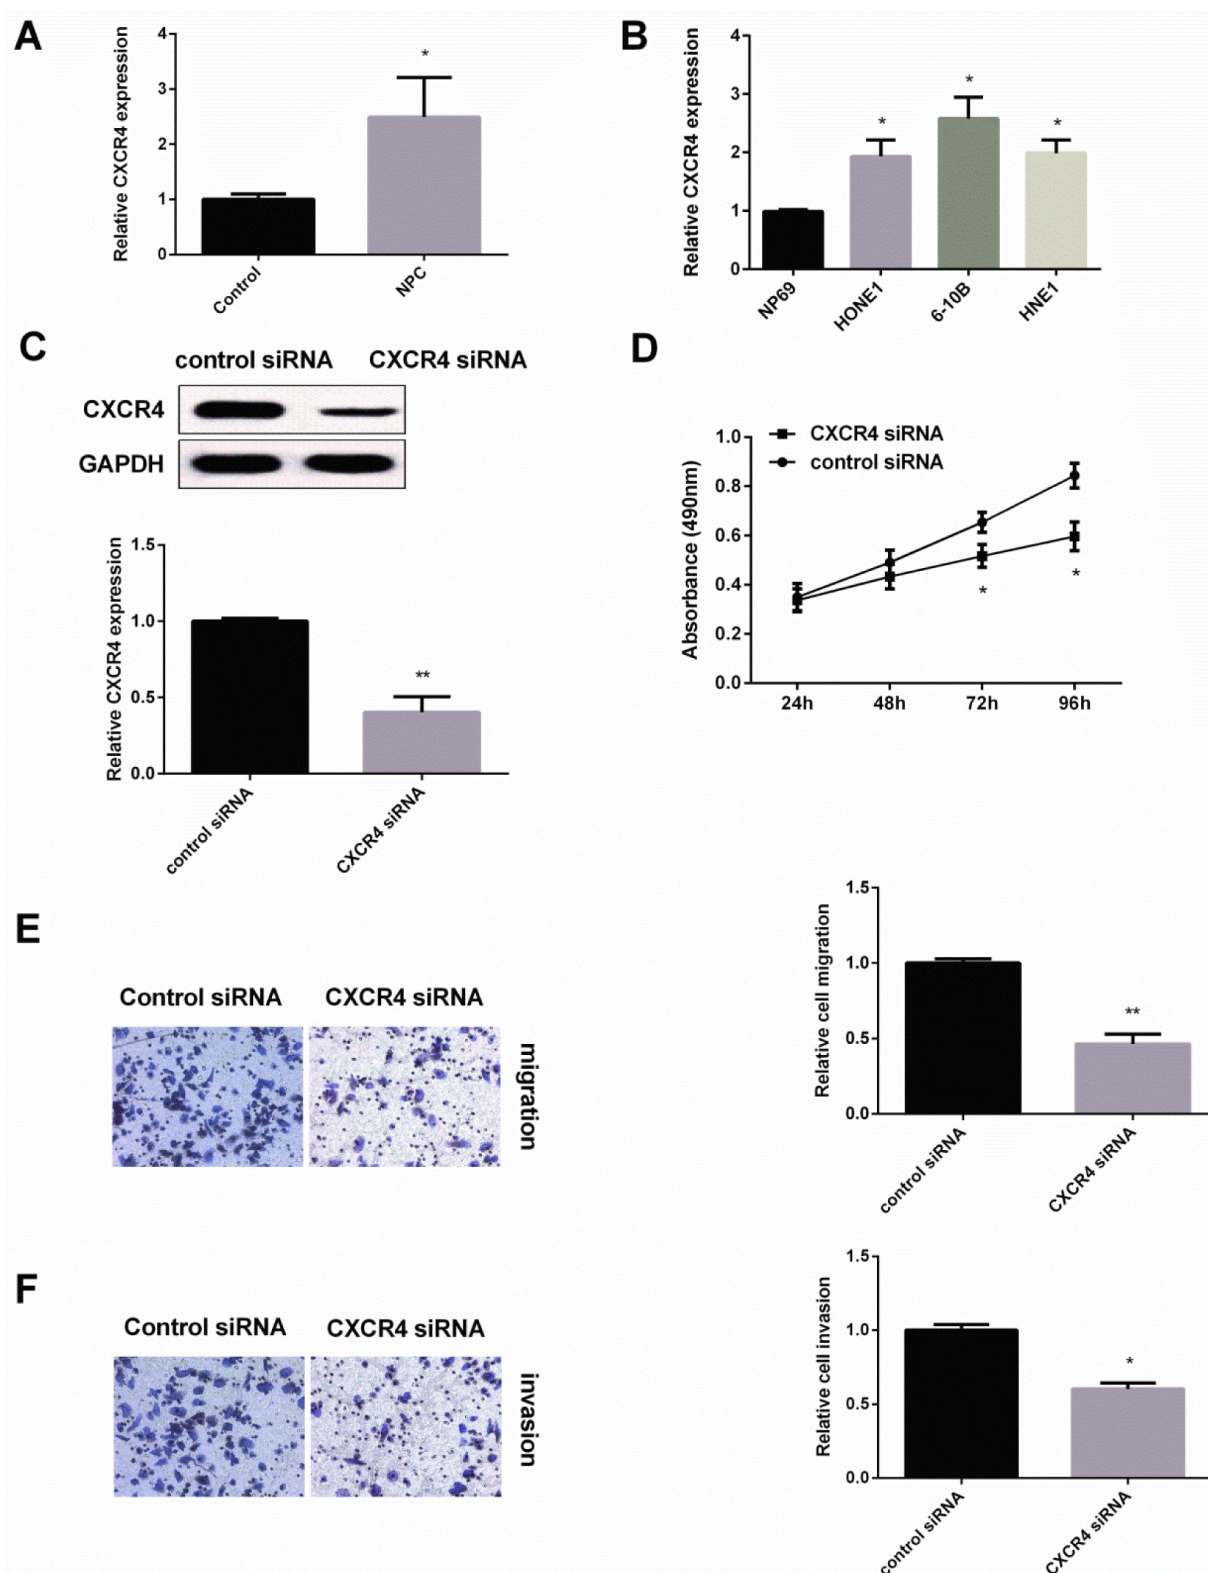 A
Relative CXCR4 expression
4
3
2
1
0
*
Control
NPC
B
Relative CXCR4 expression
4
3
2
1
0
*
*
*
NP69
HONE1
6-10B
HNE1
C
control siRNA CXCR4 siRNA
CXCR4
GAPDH
Relative CXCR4 expression
1.5
1.0
0.5
0.0
**
control siRNA
CXCR4 siRNA
D
Absorbance (490nm)
1.0
0.8
0.6
0.4
0.2
0.0
CXCR4 siRNA
control siRNA
*
*
24h 48h 72h 96h
E
Control siRNA CXCR4 siRNA
migration
Relative cell migration
1.5
1.0
0.5
0.0
**
control siRNA
CXCR4 siRNA
F
Control siRNA CXCR4 siRNA
invasion
Relative cell invasion
1.5
1.0
0.5
0.0
*
control siRNA
CXCR4 siRNA